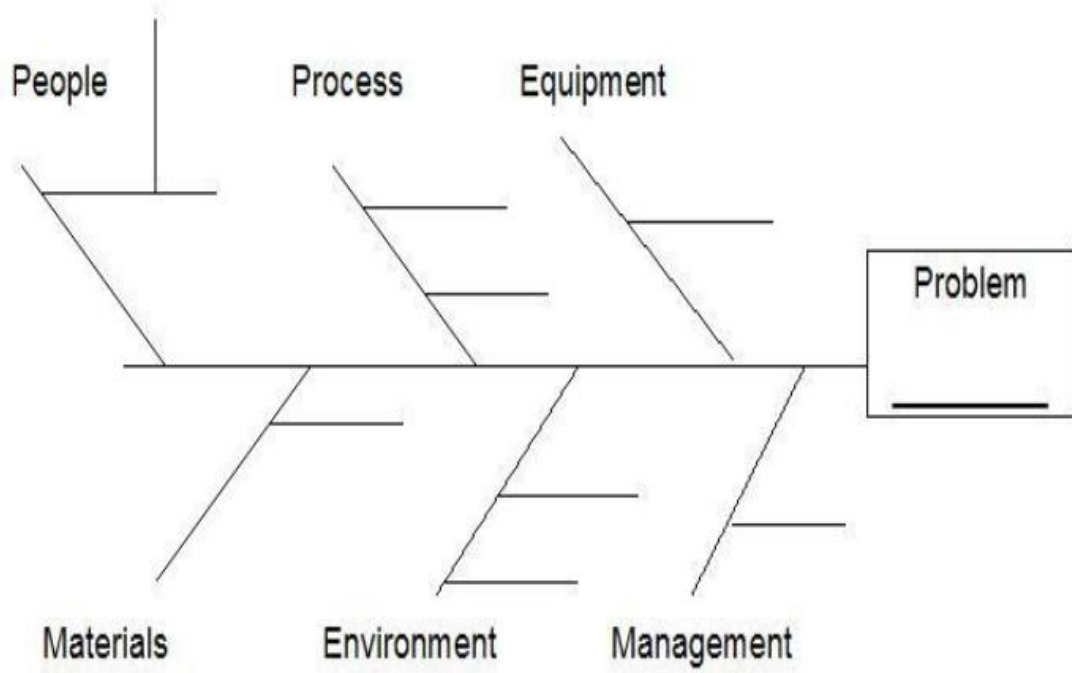 People
Process
Equipment
Problem
Materials
Environment
Management